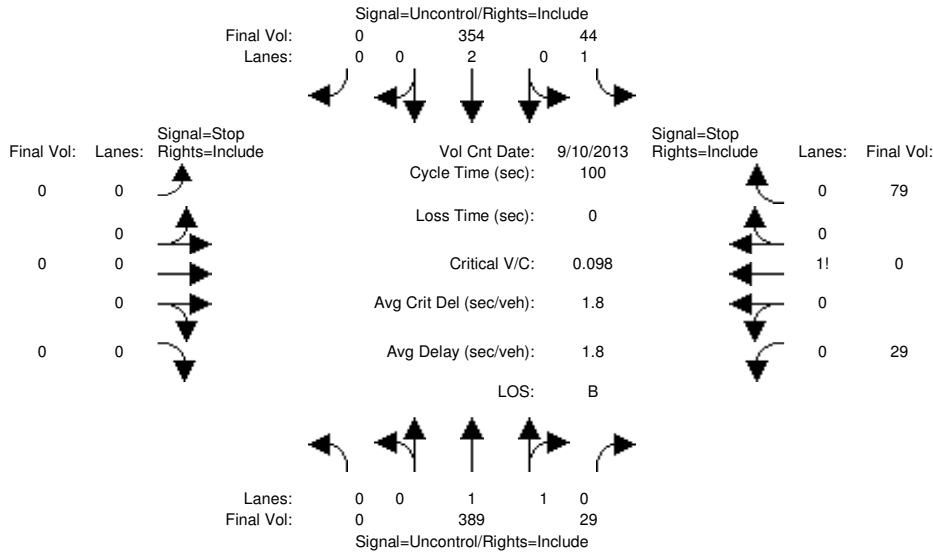 Signal=Uncontrol/Rights=Include
Final Vol: 0 354 44
Lanes: 0 0 2 0 1
Signal=Stop
Final Vol: Lanes: Rights=Include
Vol Cnt Date: 9/10/2013
Signal=Stop
Rights=Include Lanes: Final Vol:
Cycle Time (sec): 100
0 0
0 79
Loss Time (sec): 0
0
0
0 0
Critical V/C: 0.098
1! 0
0
Avg Crit Del (sec/veh): 1.8
0
0 0
Avg Delay (sec/veh): 1.8
0 29
LOS: B
Lanes: 0 0 1 1 0
Final Vol: 0 389 29
Signal=Uncontrol/Rights=Include